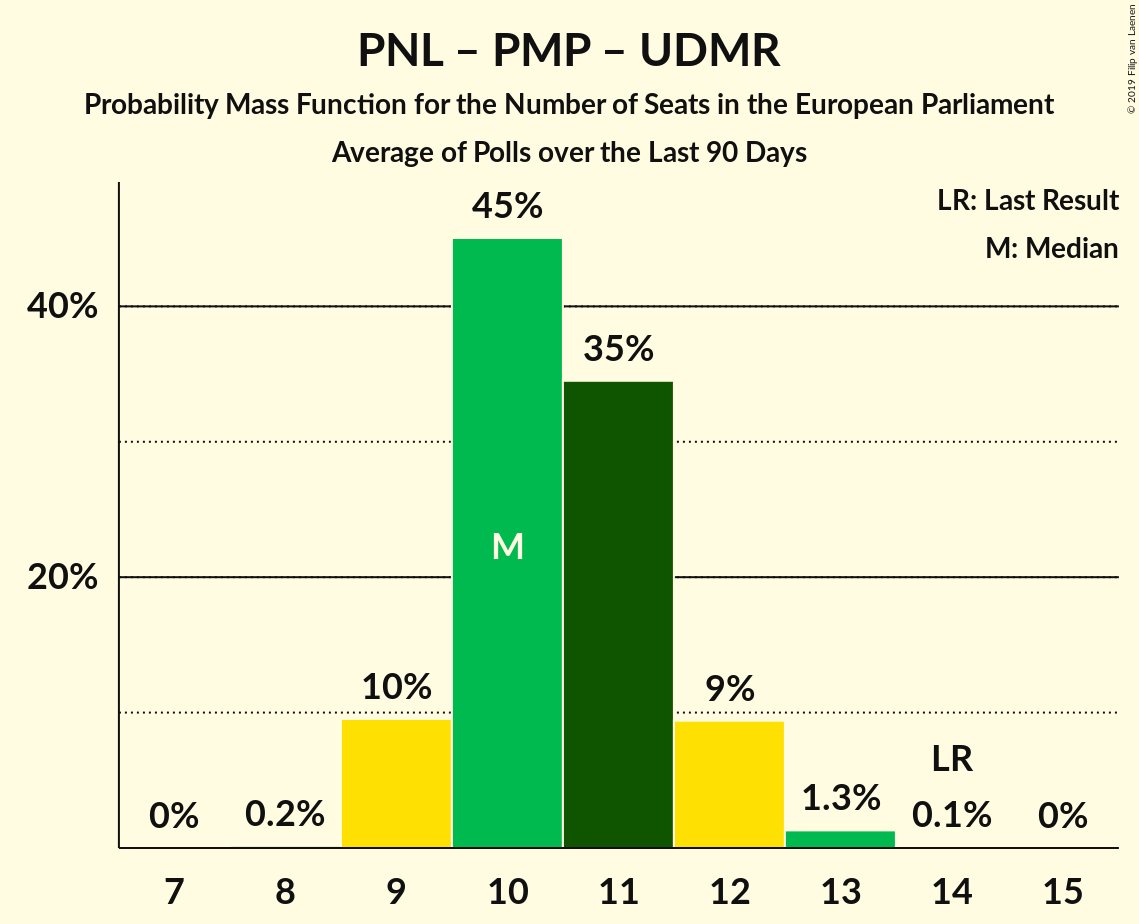 PNL – PMP – UDMR
Probability Mass Function for the Number of Seats in the European Parliament
Average of Polls over the Last 90 Days
© 2019 Filip van Laenen
LR: Last Result
M: Median
45%
40%
35%
M
20%
10%
9%
LR
0%
0.2%
1.3%
0.1%
0%
7
8
9
10
11
12
13
14
15